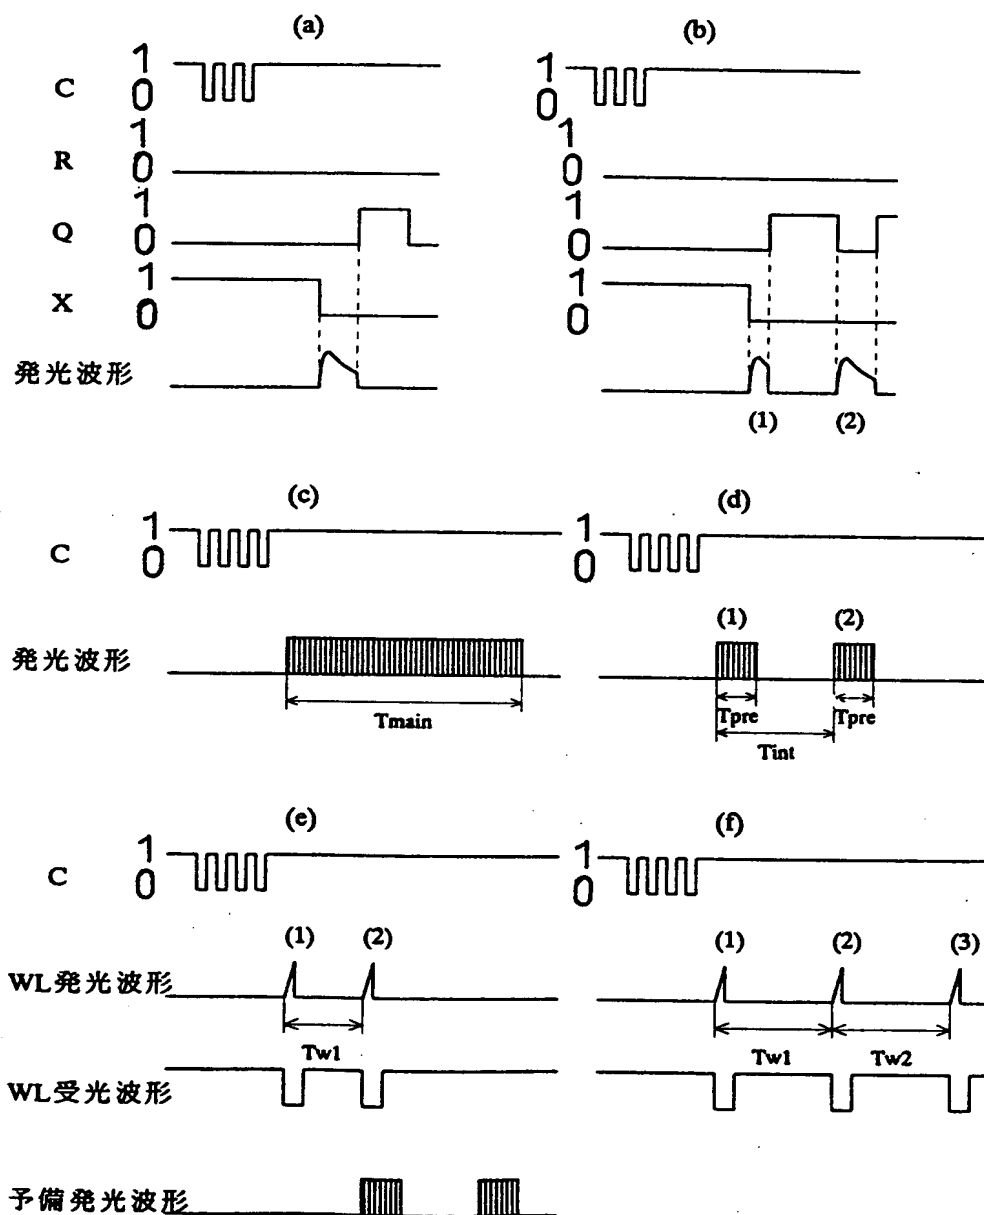 (a) (b)
C 1 0 1 0
R 1 0 1 0
Q 1 0 1 0
X 1 0 1 0
発光波形
(1) (2)
(c) (d)
C 1 0 1 0
発光波形 (1) (2)
Tmain Tpre Tpre
Tint
(e) (f)
C 1 0 1 0
(1) (2) (1) (2) (3)
WL発光波形
Tw1 Tw1 Tw2
WL受光波形
予備発光波形